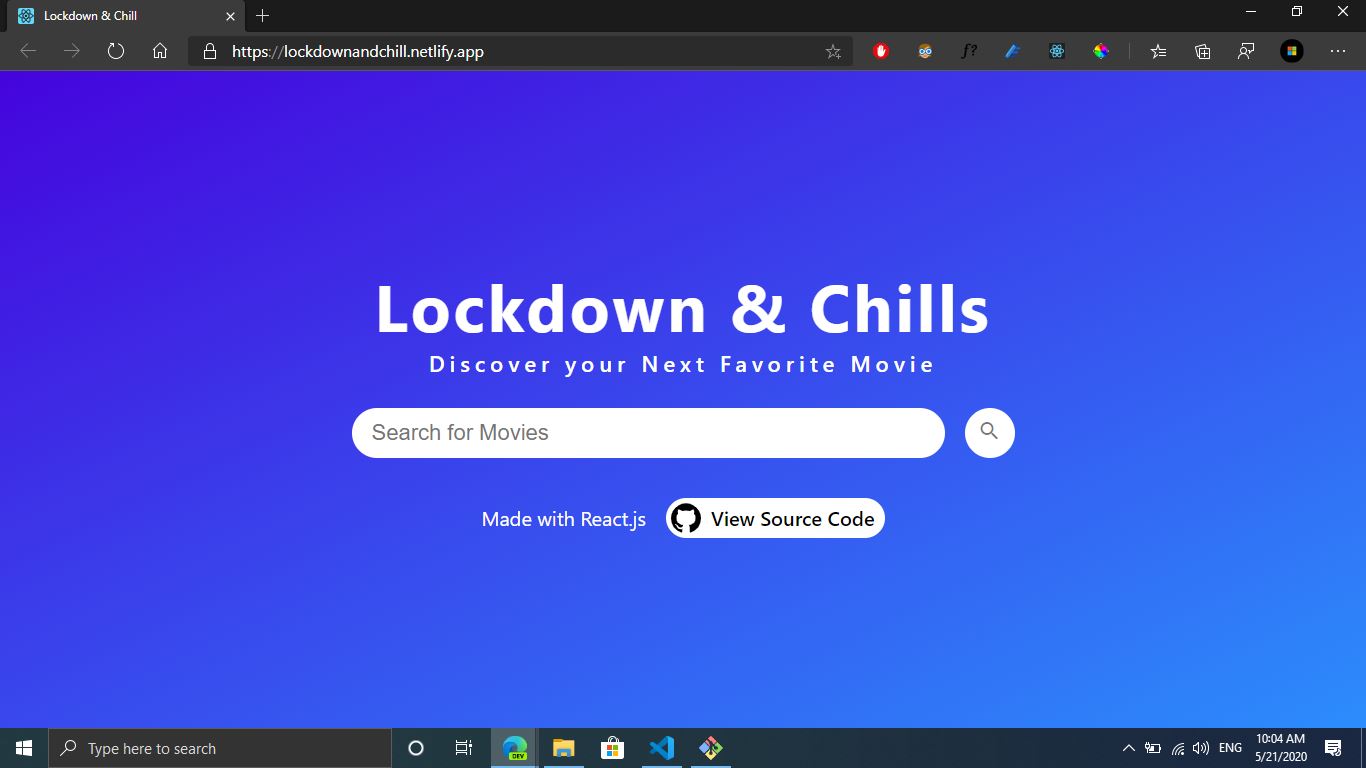 Lockdown & Chill
https://lockdownandchill.netlify.app
f?
Lockdown & Chills
Discover your Next Favorite Movie
Search for Movies
Made with React.js View Source Code
Type here to search
DEV
ENG
10:04 AM
5/21/2020